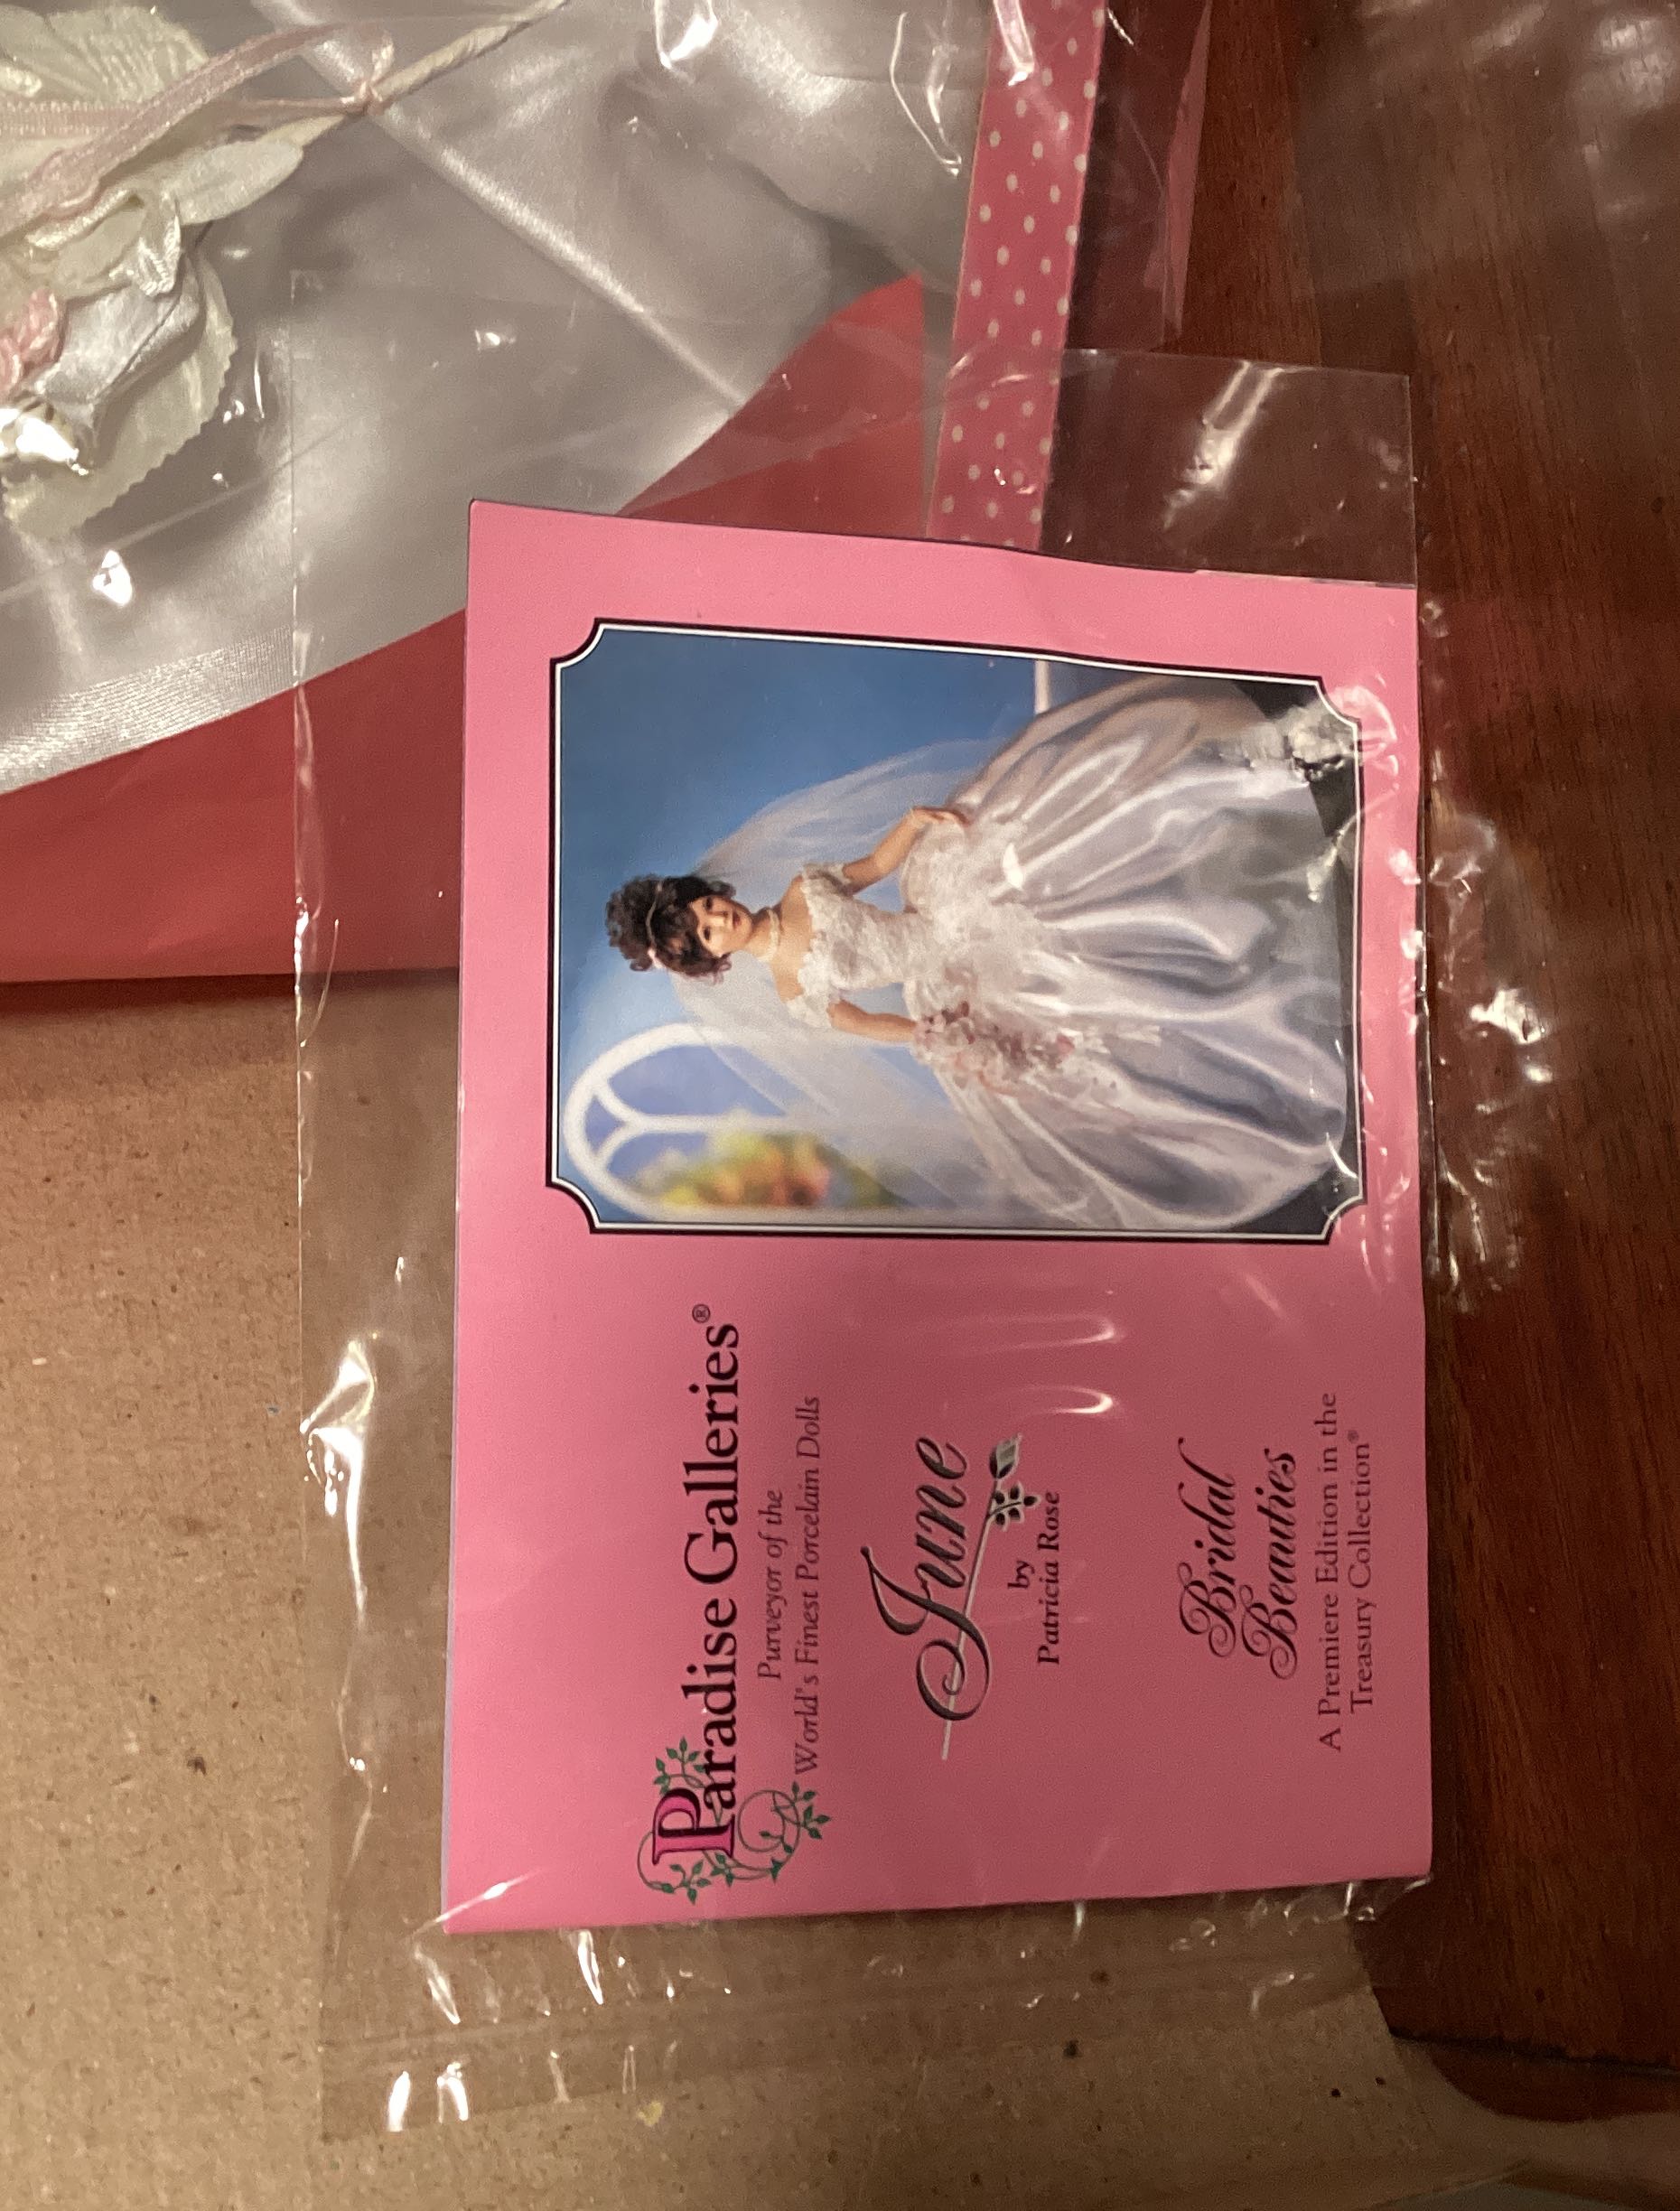 Paradise Galleries®
Purveyor of the
World's Finest Porcelain Dolls
June
by
Patricia Rose
Bridal
Beauties
A Premiere Edition in the
Treasury Collection®